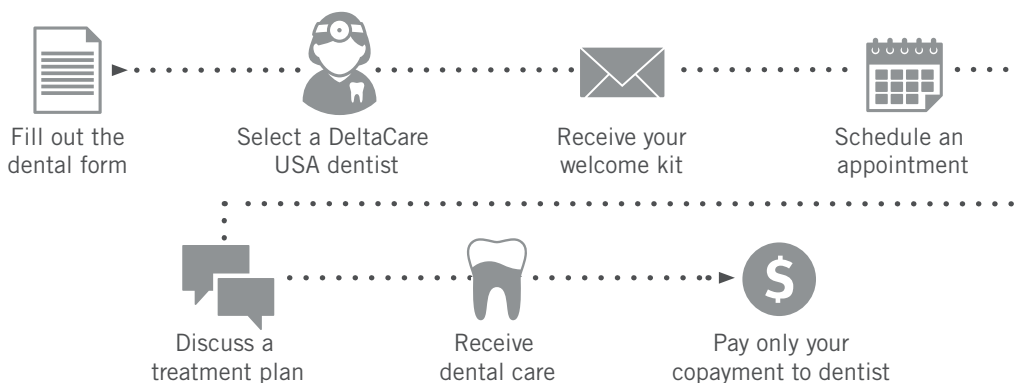 Fill out the
dental form
Select a DeltaCare
USA dentist
Receive your
welcome kit
Schedule an
appointment
Discuss a
treatment plan
Receive
dental care
$
Pay only your
copayment to dentist